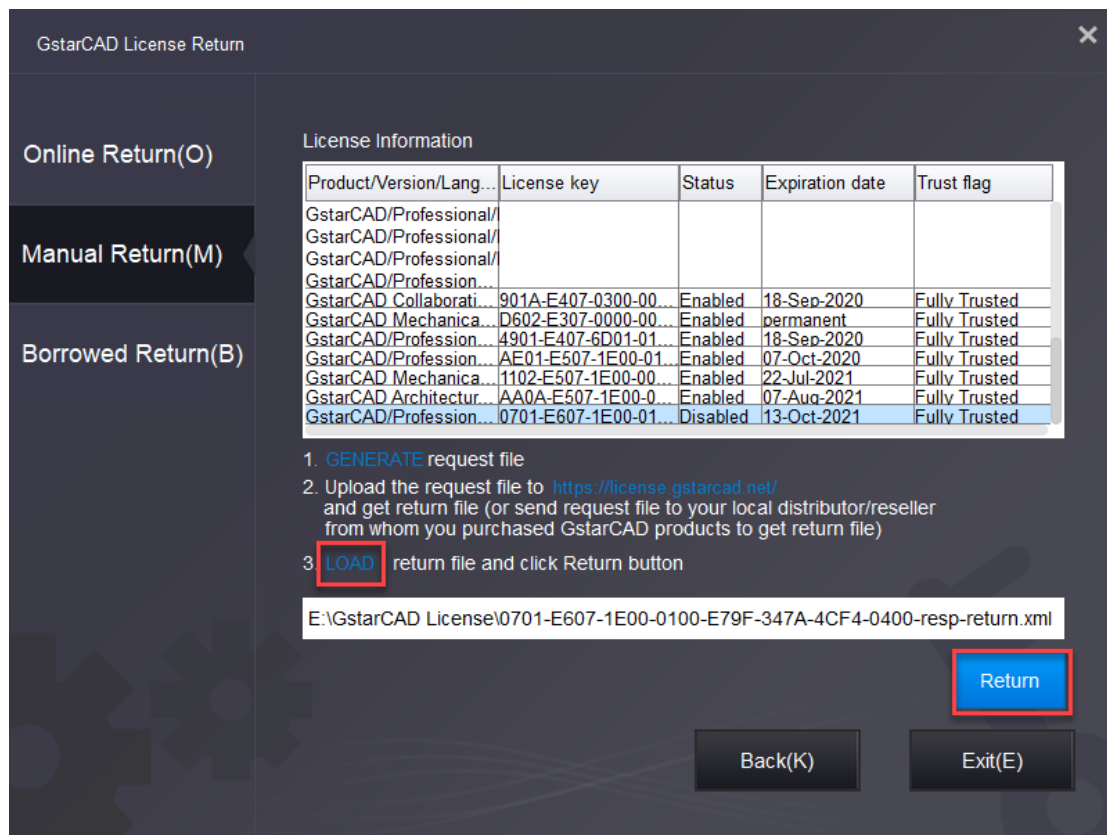 GstarCAD License Return
Online Return(O)
Manual Return(M)
Borrowed Return(B)
License Information
Product/Version/Lang... License key Status Expiration date Trust flag
GstarCAD/Professional/
GstarCAD/Professional/
GstarCAD/Professional/
GstarCAD/Profession...
GstarCAD Collaborati... 901A-E407-0300-00... Enabled 18-Sep-2020 Fully Trusted
GstarCAD Mechanica... D602-E307-0000-00... Enabled permanent Fully Trusted
GstarCAD/Profession... 4901-E407-6D01-01... Enabled 18-Sep-2020 Fully Trusted
GstarCAD/Profession... AE01-E507-1E00-01... Enabled 07-Oct-2020 Fully Trusted
GstarCAD Mechanica... 1102-E507-1E00-00... Enabled 22-Jul-2021 Fully Trusted
GstarCAD Architectur... AA0A-E507-1E00-0... Enabled 07-Aug-2021 Fully Trusted
GstarCAD/Profession... 0701-E607-1E00-01... Disabled 13-Oct-2021 Fully Trusted
1. GENERATE request file
2. Upload the request file to https://license.gstarcad.net/
and get return file (or send request file to your local distributor/reseller
from whom you purchased GstarCAD products to get return file)
3. LOAD return file and click Return button
E:\GstarCAD License\0701-E607-1E00-0100-E79F-347A-4CF4-0400-resp-return.xml
Return
Back(K) Exit(E)